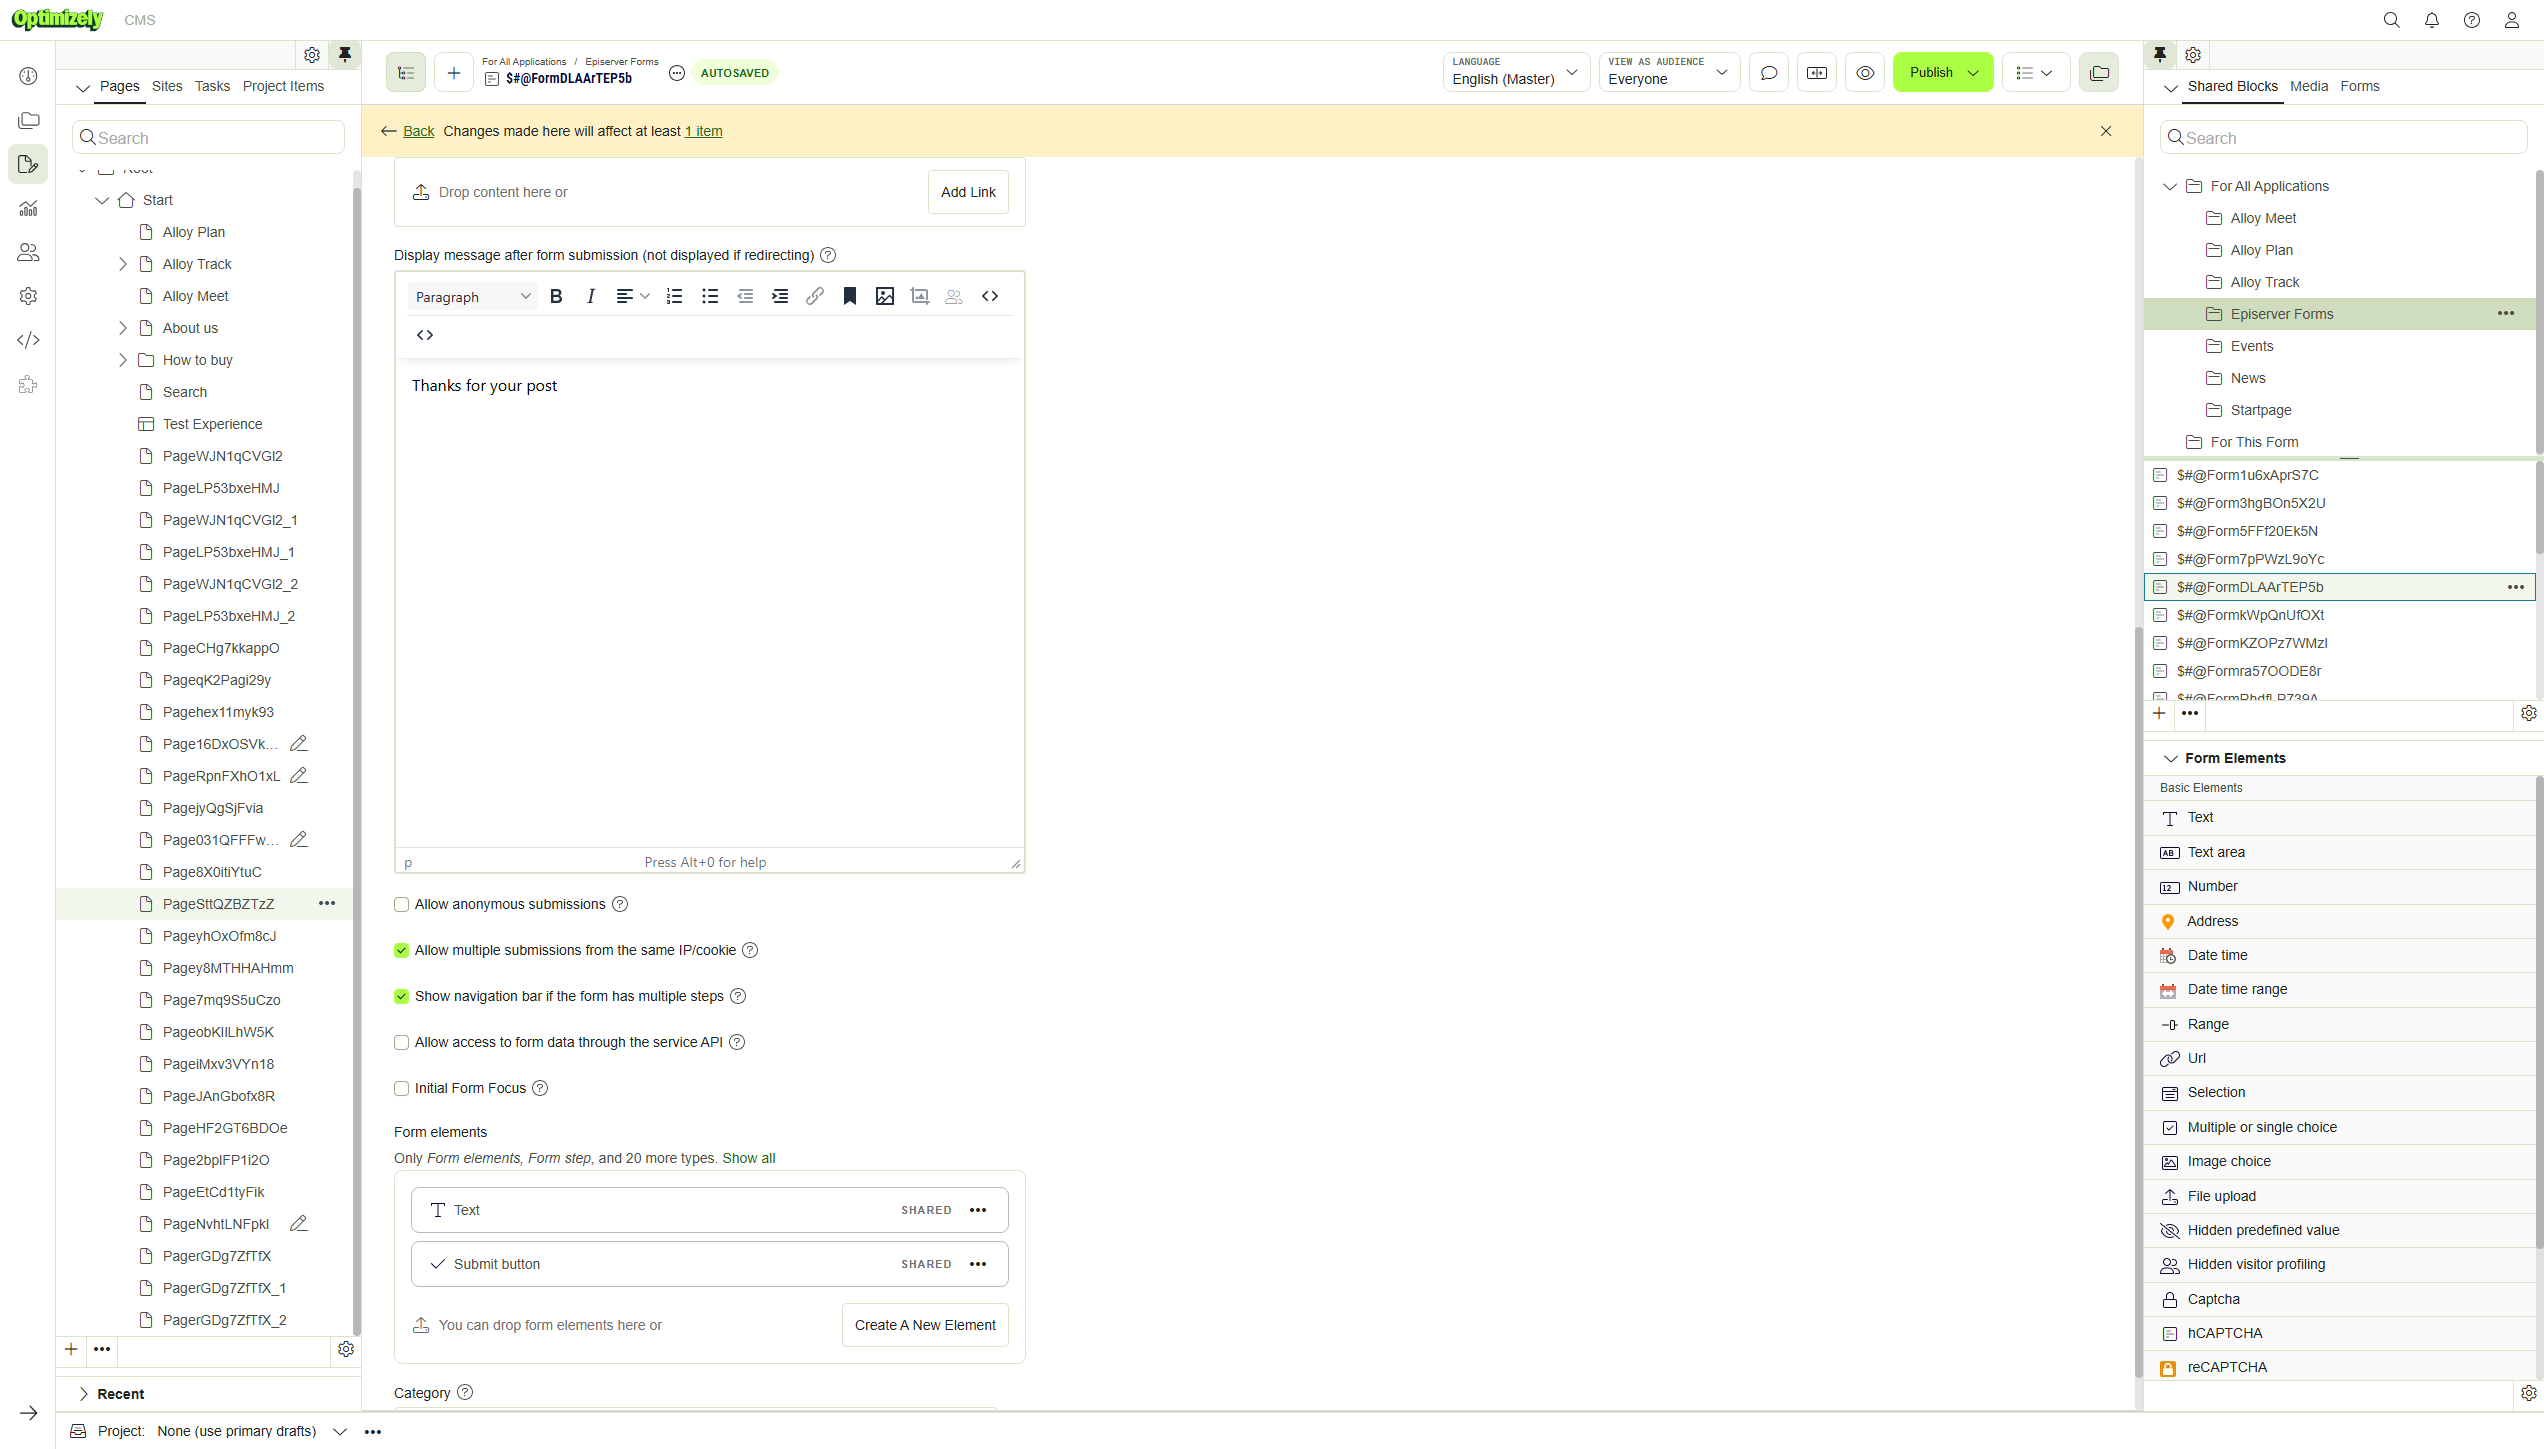 Optimizely CMS
Pages Sites Tasks Project Items
Search
Root
Start
Alloy Plan
Alloy Track
Alloy Meet
About us
How to buy
Search
Test Experience
PageWJN1qCVGI2
PageLP53bxeHMJ
PageWJN1qCVGI2_1
PageLP53bxeHMJ_1
PageWJN1qCVGI2_2
PageLP53bxeHMJ_2
PageCHg7kkappO
PageqK2Pagi29y
Pagehex11myk93
Page16DxOSVk...
PageRpnFXhO1xL
PagejyQgSjFvia
Page031QFFFw...
Page8X0itiYtuC
PageSttQZBZTzZ
PageyhOxOfm8cJ
Pagey8MTHHAHmm
Page7mq9S5uCzo
PageobKIILhW5K
PageiMxv3VYn18
PageJAnGbofx8R
PageHF2GT6BDOe
Page2bpIFP1i2O
PageEtCd1tyFik
PageNvhtLNFpkl
PagerGDg7ZfTfX
PagerGDg7ZfTfX_1
PagerGDg7ZfTfX_2
Recent
Project: None (use primary drafts)
For All Applications / Episerver Forms
$#@FormDLAArTEP5b
AUTOSAVED
LANGUAGE
English (Master)
VIEW AS AUDIENCE
Everyone
Publish
Back Changes made here will affect at least 1 item
Drop content here or
Add Link
Display message after form submission (not displayed if redirecting)
Paragraph
Thanks for your post
p
Press Alt+0 for help
Allow anonymous submissions
Allow multiple submissions from the same IP/cookie
Show navigation bar if the form has multiple steps
Allow access to form data through the service API
Initial Form Focus
Form elements
Only Form elements, Form step, and 20 more types. Show all
Text SHARED
Submit button SHARED
You can drop form elements here or
Create A New Element
Category
Shared Blocks Media Forms
Search
For All Applications
Alloy Meet
Alloy Plan
Alloy Track
Episerver Forms
Events
News
Startpage
For This Form
$#@Form1u6xAprS7C
$#@Form3hgBOn5X2U
$#@Form5FFf20Ek5N
$#@Form7pPWzL9oYc
$#@FormDLAArTEP5b
$#@FormkWpQnUfOXt
$#@FormKZOPz7WMzl
$#@Formra57OODE8r
Form Elements
Basic Elements
Text
Text area
Number
Address
Date time
Date time range
Range
Url
Selection
Multiple or single choice
Image choice
File upload
Hidden predefined value
Hidden visitor profiling
Captcha
hCAPTCHA
reCAPTCHA